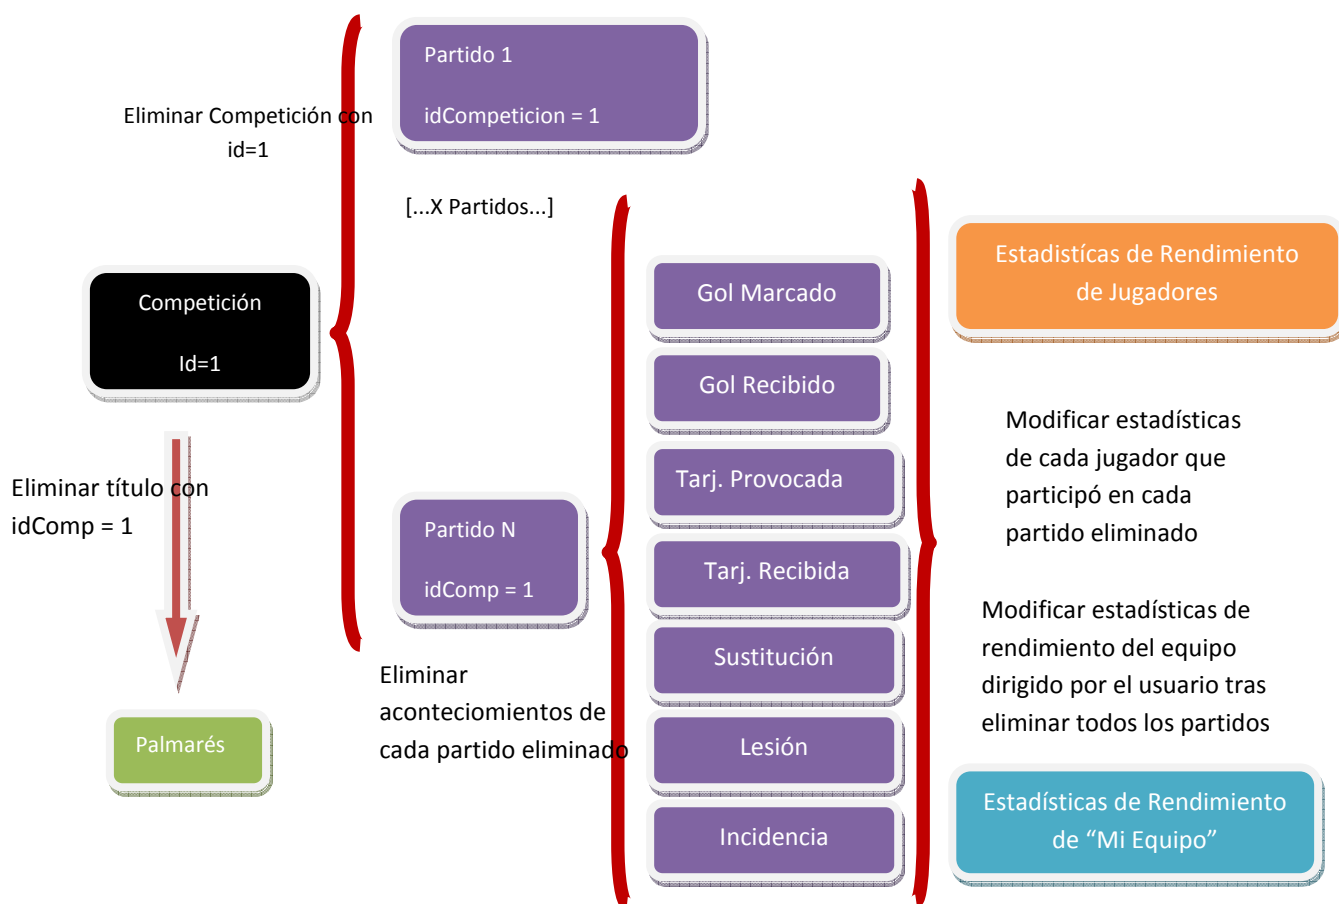 Partido 1
idCompeticion = 1
Eliminar Competición con
id=1
[...X Partidos...]
Competición
Id=1
Eliminar título con
idComp = 1
Palmarés
Partido N
idComp = 1
Eliminar
aconteciomientos de
cada partido eliminado
Gol Marcado
Gol Recibido
Tarj. Provocada
Tarj. Recibida
Sustitución
Lesión
Incidencia
Estadistícas de Rendimiento
de Jugadores
Modificar estadísticas
de cada jugador que
participó en cada
partido eliminado
Modificar estadísticas de
rendimiento del equipo
dirigido por el usuario tras
eliminar todos los partidos
Estadísticas de Rendimiento
de “Mi Equipo”